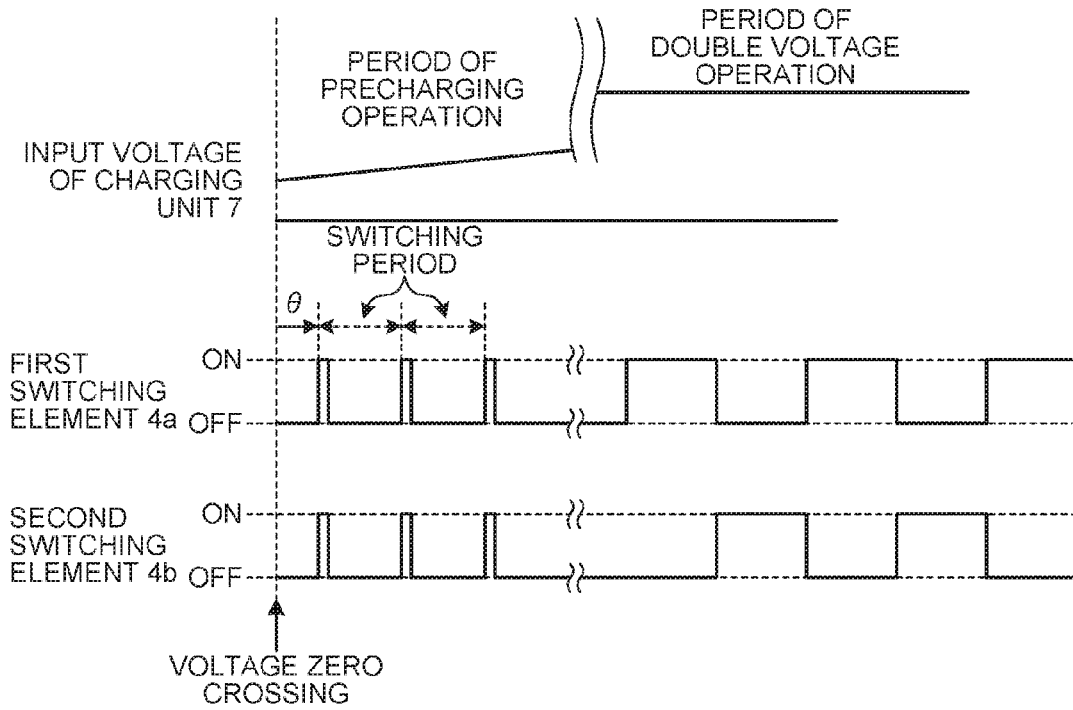 PERIOD OF
PRECHARGING
OPERATION
PERIOD OF
DOUBLE VOLTAGE
OPERATION
INPUT VOLTAGE
OF CHARGING
UNIT 7
SWITCHING
PERIOD
θ
FIRST
SWITCHING
ELEMENT 4a
ON
OFF
SECOND
SWITCHING
ELEMENT 4b
ON
OFF
VOLTAGE ZERO
CROSSING